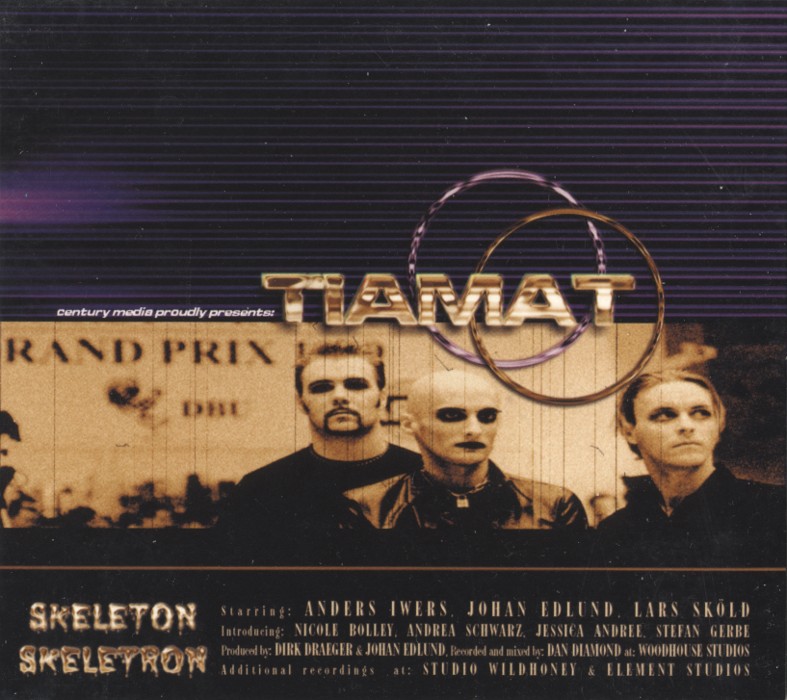 TIAMAT
century media proudly presents:
GRAND PRIX
DBU
SKELETON
SKELETRON
Starring: ANDERS IWERS, JOHAN EDLUND, LARS SKÖLD
Introducing: NICOLE BOLLEY, ANDREA SCHWARZ, JESSICA ANDREE, STEFAN GERBE
Produced by: DIRK DRAEGER & JOHAN EDLUND, Recorded and mixed by: DAN DIAMOND at: WOODHOUSE STUDIOS
Additional recordings at: STUDIO WILDHONEY & ELEMENT STUDIOS